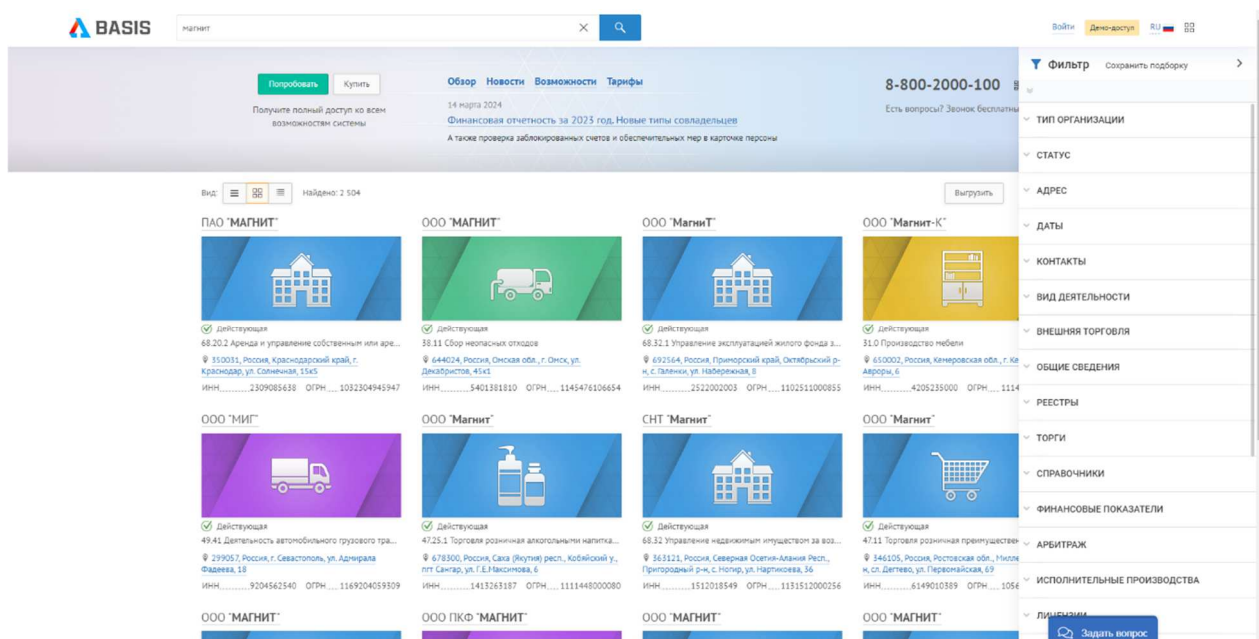 BASIS
магнит
Войти
Демо-доступ
RU
Попробовать
Купить
Получите полный доступ ко всем
возможностям системы
Обзор Новости Возможности Тарифы
14 марта 2024
Финансовая отчетность за 2023 год. Новые типы совладельцев
А также проверка заблокированных счетов и обеспечительных мер в карточке персоны
8-800-2000-100
Есть вопросы? Звонок бесплатны
Фильтр Сохранить подборку
ТИП ОРГАНИЗАЦИИ
СТАТУС
АДРЕС
ДАТЫ
КОНТАКТЫ
ВИД ДЕЯТЕЛЬНОСТИ
ВНЕШНЯЯ ТОРГОВЛЯ
ОБЩИЕ СВЕДЕНИЯ
РЕЕСТРЫ
ТОРГИ
СПРАВОЧНИКИ
ФИНАНСОВЫЕ ПОКАЗАТЕЛИ
АРБИТРАЖ
ИСПОЛНИТЕЛЬНЫЕ ПРОИЗВОДСТВА
ЛИЦЕНЗИИ
Задать вопрос
Вид:
Найдено: 2 504
Выгрузить
ПАО "МАГНИТ"
Действующая
68.20.2 Аренда и управление собственным или аре...
350031, Россия, Краснодарский край, г.
Краснодар, ул. Солнечная, 15к5
ИНН 2309085638 ОГРН 1032304945947
ООО "МАГНИТ"
Действующая
38.11 Сбор неопасных отходов
644024, Россия, Омская обл., г. Омск, ул.
Декабристов, 45к1
ИНН 5401381810 ОГРН 1145476106654
ООО "МагниТ"
Действующая
68.32.1 Управление эксплуатацией жилого фонда з...
692564, Россия, Приморский край, Октябрьский р-
н, с. Галенки, ул. Набережная, 8
ИНН 2522002003 ОГРН 1102511000855
ООО "Магнит-К"
Действующая
31.0 Производство мебели
650002, Россия, Кемеровская обл., г. Ке
Авроры, 6
ИНН 4205235000 ОГРН 1114
ООО "МИГ"
Действующая
49.41 Деятельность автомобильного грузового тра...
299057, Россия, г. Севастополь, ул. Адмирала
Фадеева, 18
ИНН 9204562540 ОГРН 1169204059309
ООО "Магнит"
Действующая
47.25.1 Торговля розничная алкогольными напитка...
678300, Россия, Саха (Якутия) респ., Кобяйский у.,
пгт Сангар, ул. Г.Е.Максимова, 6
ИНН 1413263187 ОГРН 1111448000080
СНТ "Магнит"
Действующая
68.32 Управление недвижимым имуществом за воз...
363121, Россия, Северная Осетия-Алания Респ.,
Пригородный р-н, с. Ногир, ул. Нартикоева, 36
ИНН 1512018549 ОГРН 1131512000256
ООО "Магнит"
Действующая
47.11 Торговля розничная преимуществен
346105, Россия, Ростовская обл., Милле
н, сл. Дегтево, ул. Первомайская, 69
ИНН 6149010389 ОГРН 1056
ООО "МАГНИТ"
ООО ПКФ "МАГНИТ"
ООО "МАГНИТ"
ООО "МАГНИТ"